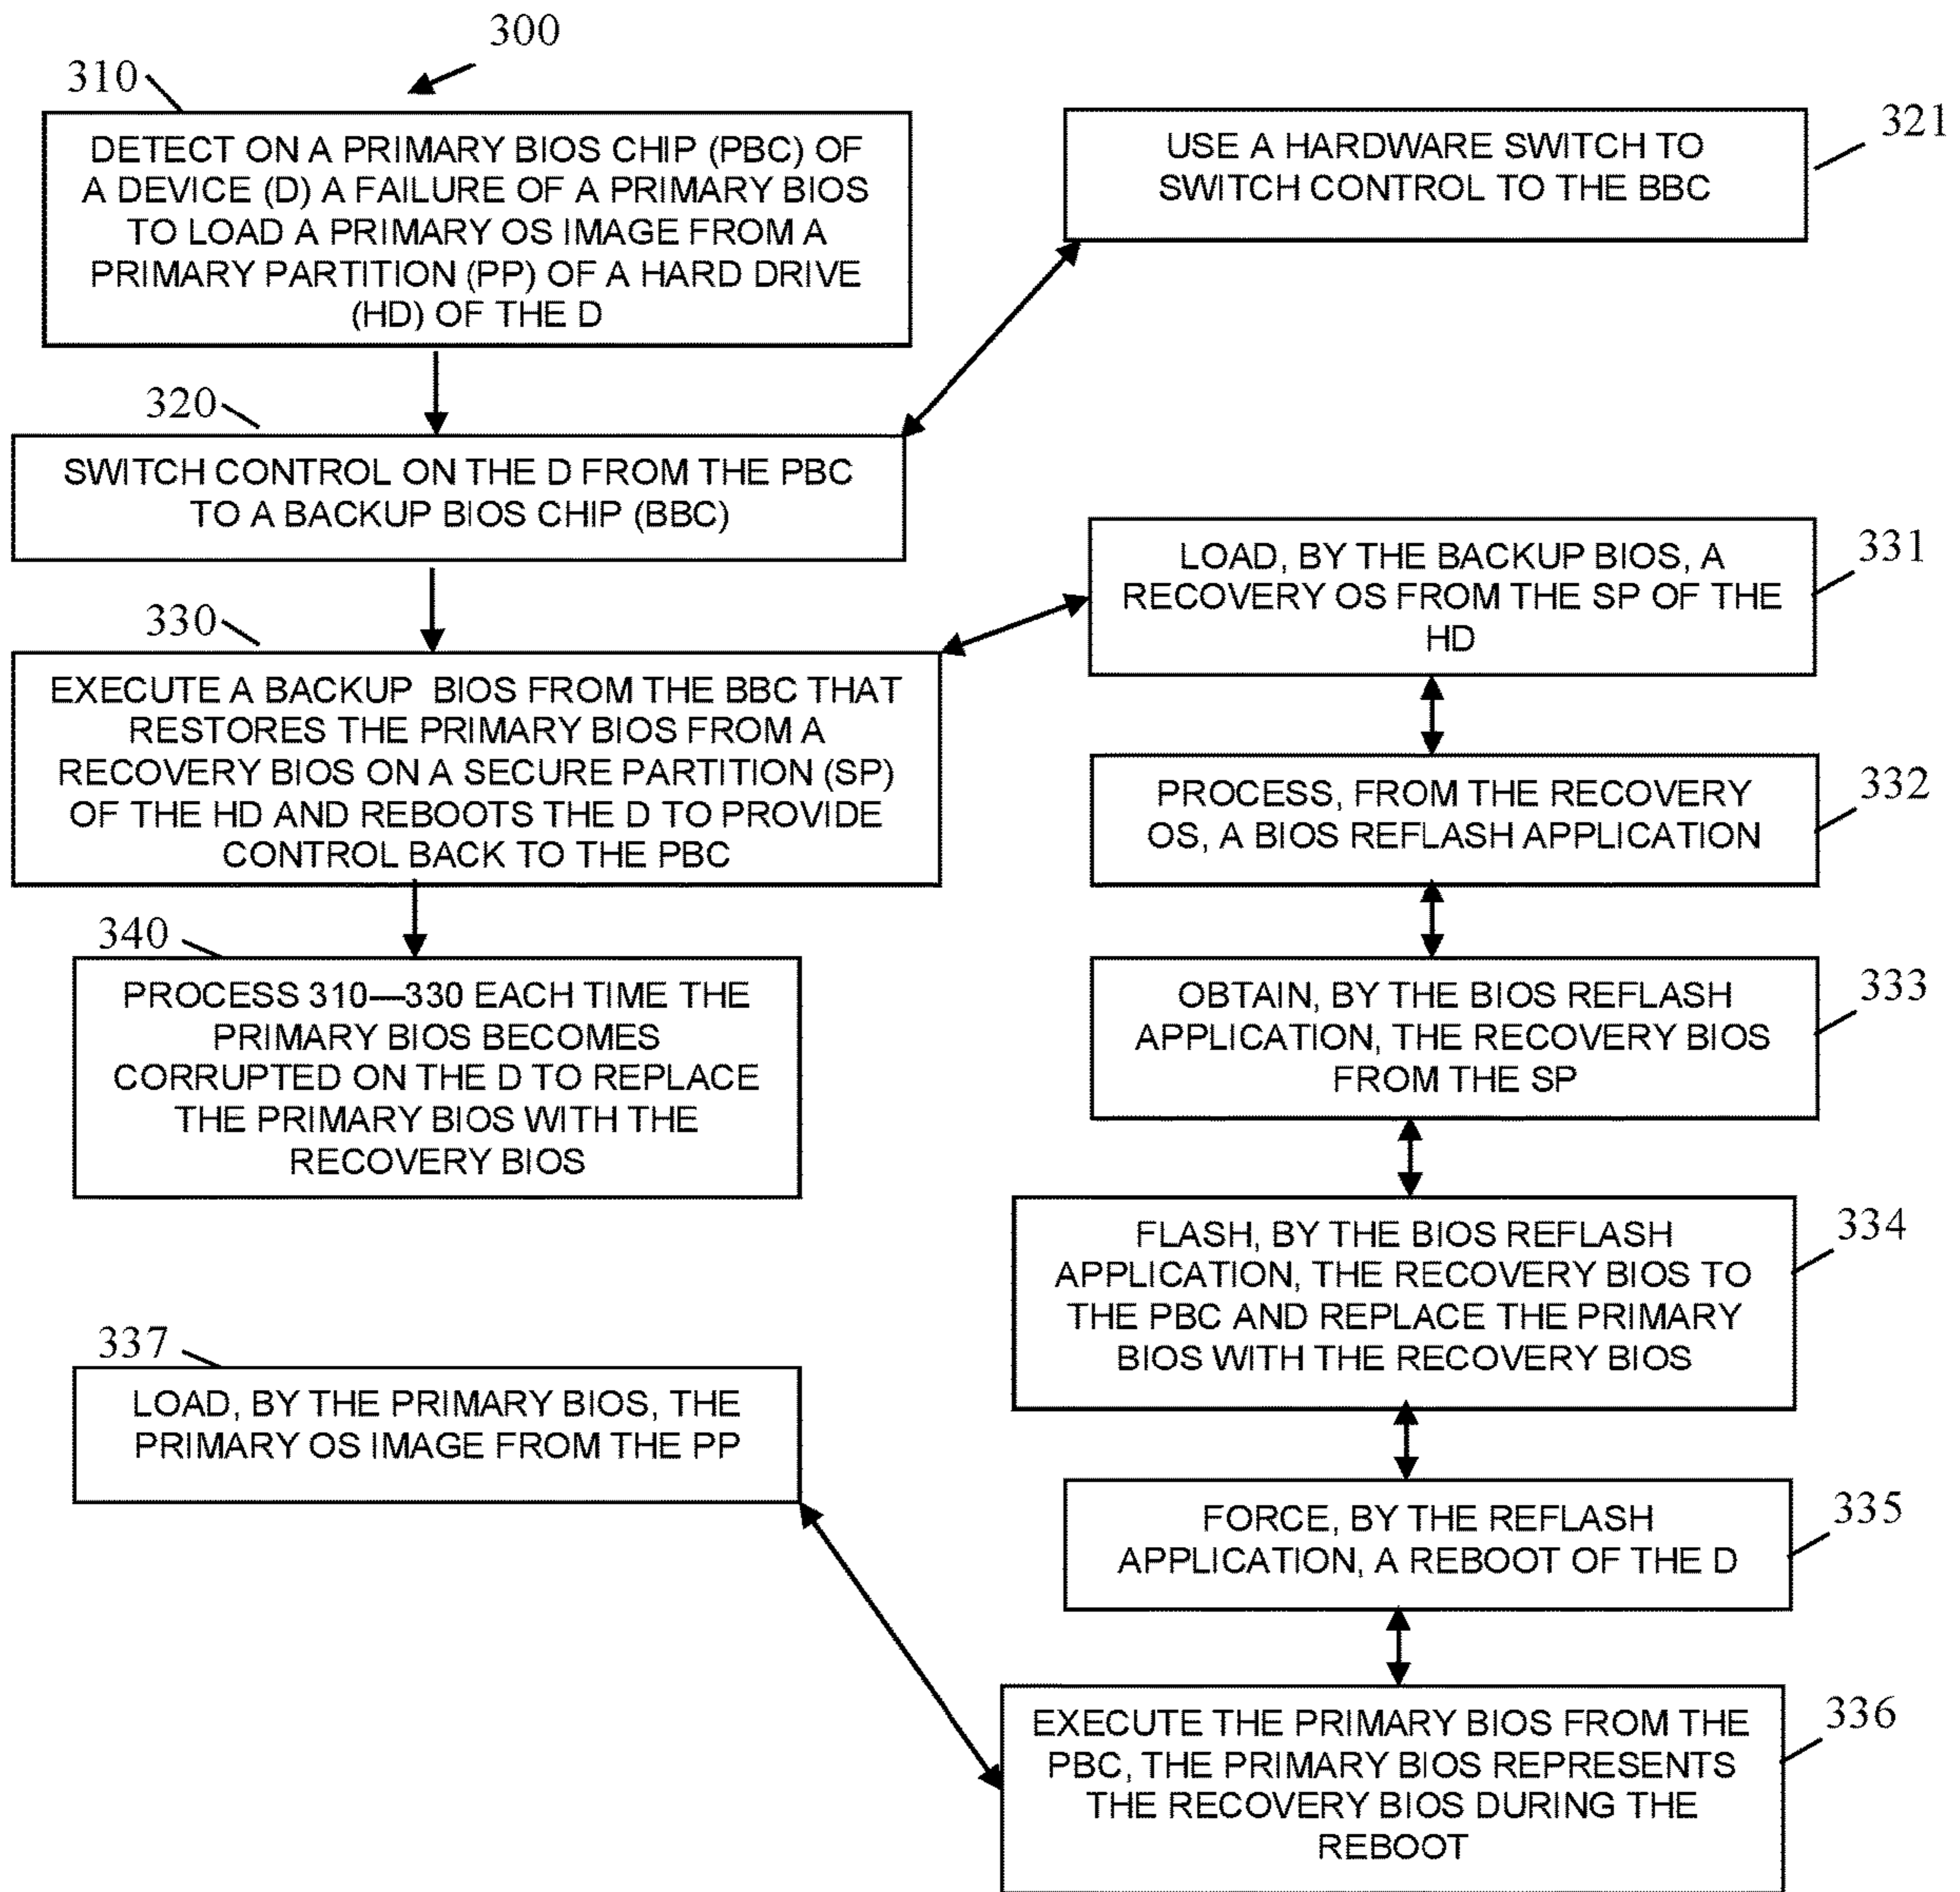 300
310
DETECT ON A PRIMARY BIOS CHIP (PBC) OF
A DEVICE (D) A FAILURE OF A PRIMARY BIOS
TO LOAD A PRIMARY OS IMAGE FROM A
PRIMARY PARTITION (PP) OF A HARD DRIVE
(HD) OF THE D
321
USE A HARDWARE SWITCH TO
SWITCH CONTROL TO THE BBC
320
SWITCH CONTROL ON THE D FROM THE PBC
TO A BACKUP BIOS CHIP (BBC)
330
EXECUTE A BACKUP BIOS FROM THE BBC THAT
RESTORES THE PRIMARY BIOS FROM A
RECOVERY BIOS ON A SECURE PARTITION (SP)
OF THE HD AND REBOOTS THE D TO PROVIDE
CONTROL BACK TO THE PBC
331
LOAD, BY THE BACKUP BIOS, A
RECOVERY OS FROM THE SP OF THE
HD
332
PROCESS, FROM THE RECOVERY
OS, A BIOS REFLASH APPLICATION
340
PROCESS 310—330 EACH TIME THE
PRIMARY BIOS BECOMES
CORRUPTED ON THE D TO REPLACE
THE PRIMARY BIOS WITH THE
RECOVERY BIOS
333
OBTAIN, BY THE BIOS REFLASH
APPLICATION, THE RECOVERY BIOS
FROM THE SP
334
FLASH, BY THE BIOS REFLASH
APPLICATION, THE RECOVERY BIOS TO
THE PBC AND REPLACE THE PRIMARY
BIOS WITH THE RECOVERY BIOS
337
LOAD, BY THE PRIMARY BIOS, THE
PRIMARY OS IMAGE FROM THE PP
335
FORCE, BY THE REFLASH
APPLICATION, A REBOOT OF THE D
336
EXECUTE THE PRIMARY BIOS FROM THE
PBC, THE PRIMARY BIOS REPRESENTS
THE RECOVERY BIOS DURING THE
REBOOT